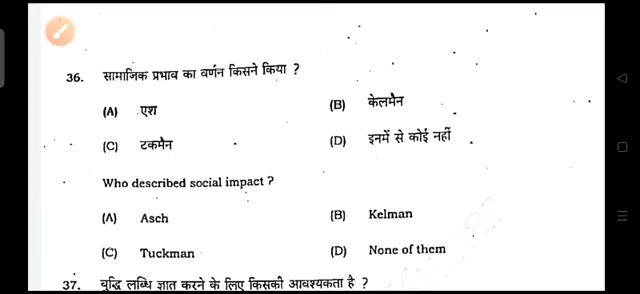 36. सामाजिक प्रभाव का वर्णन किसने किया ?
(A) एश (B) केलमैन
(C) टकमैन (D) इनमें से कोई नहीं
Who described social impact ?
(A) Asch (B) Kelman
(C) Tuckman (D) None of them
37. बुद्धि लब्धि ज्ञात करने के लिए किसकी आवश्यकता है ?